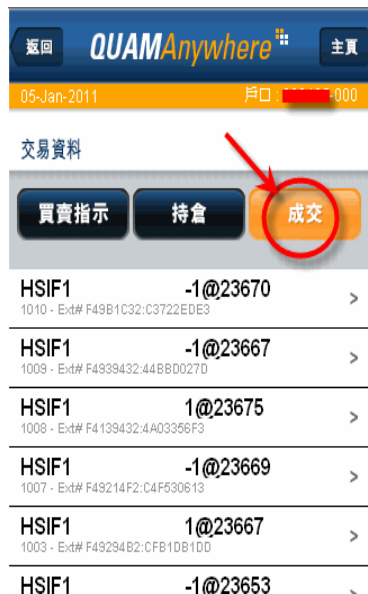 返回 QUAMAnywhere 主頁
05-Jan-2011 戶口 : -000
交易資料
買賣指示 持倉 成交
HSIF1 -1@23670 >
1010 - Ext# F49B1C32:C3722EDE3
HSIF1 -1@23667 >
1009 - Ext# F4939432:44BBD027D
HSIF1 1@23675 >
1008 - Ext# F4139432:4A03356F3
HSIF1 -1@23669 >
1007 - Ext# F49214F2:C4F530613
HSIF1 1@23667 >
1003 - Ext# F49294B2:CFB1DB1DD
HSIF1 -1@23653